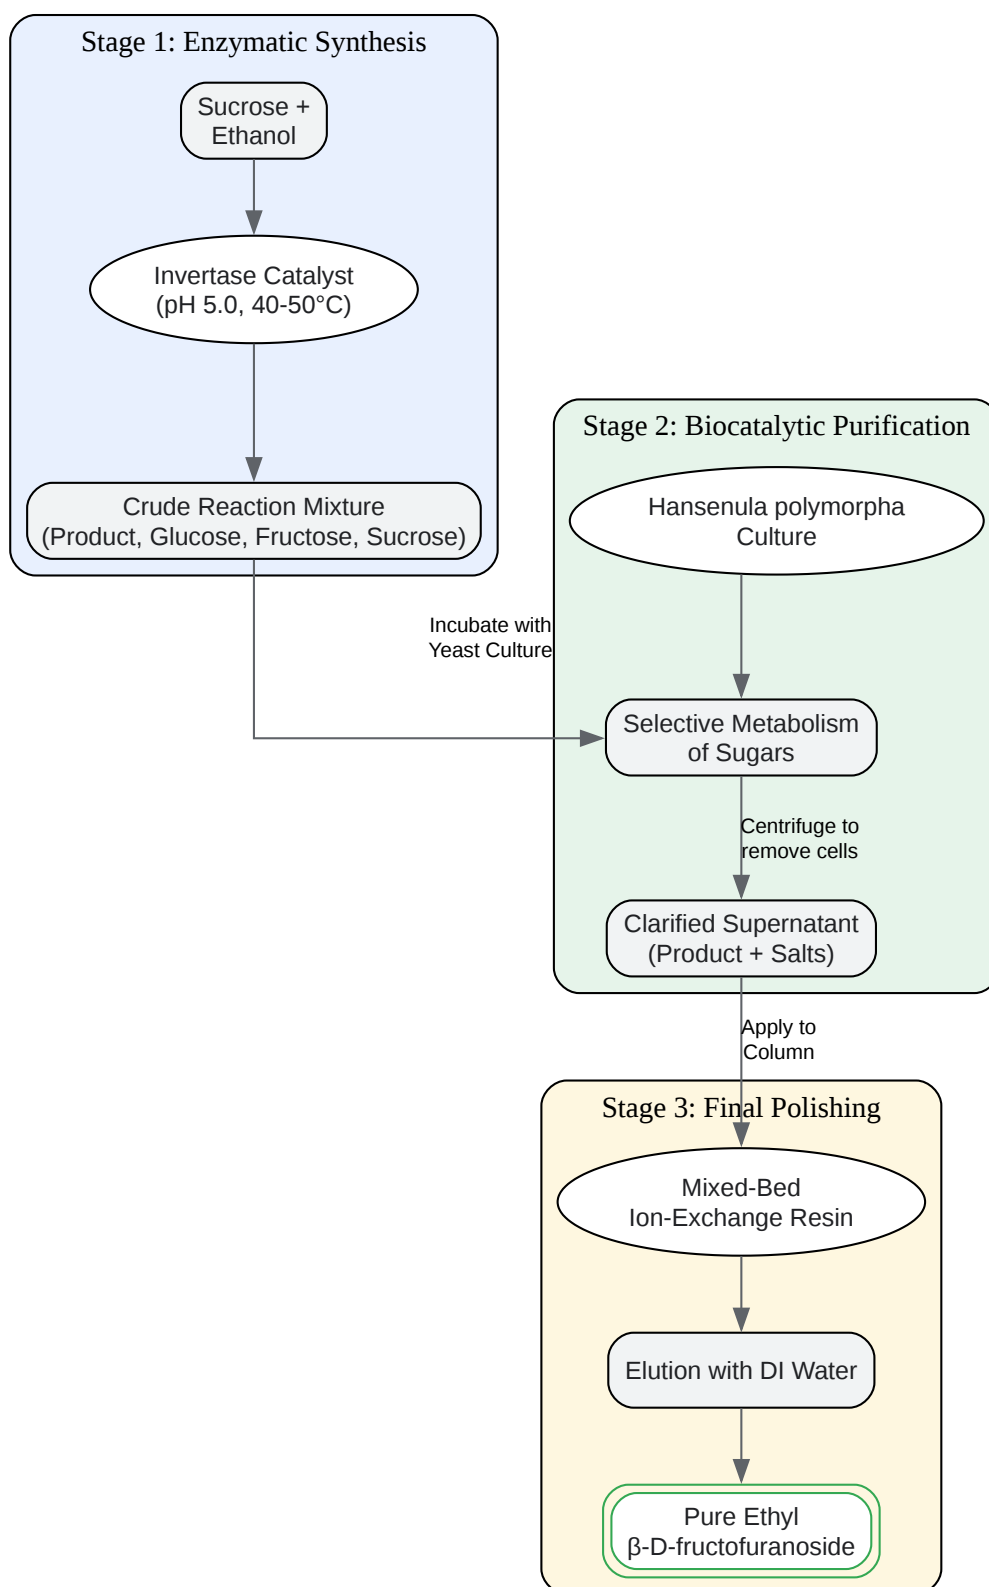 Stage 1: Enzymatic Synthesis
Sucrose +
Ethanol
Invertase Catalyst
(pH 5.0, 40-50°C)
Crude Reaction Mixture
(Product, Glucose, Fructose, Sucrose)
Incubate with
Yeast Culture
Stage 2: Biocatalytic Purification
Hansenula polymorpha
Culture
Selective Metabolism
of Sugars
Centrifuge to
remove cells
Clarified Supernatant
(Product + Salts)
Apply to
Column
Stage 3: Final Polishing
Mixed-Bed
Ion-Exchange Resin
Elution with DI Water
Pure Ethyl
β-D-fructofuranoside